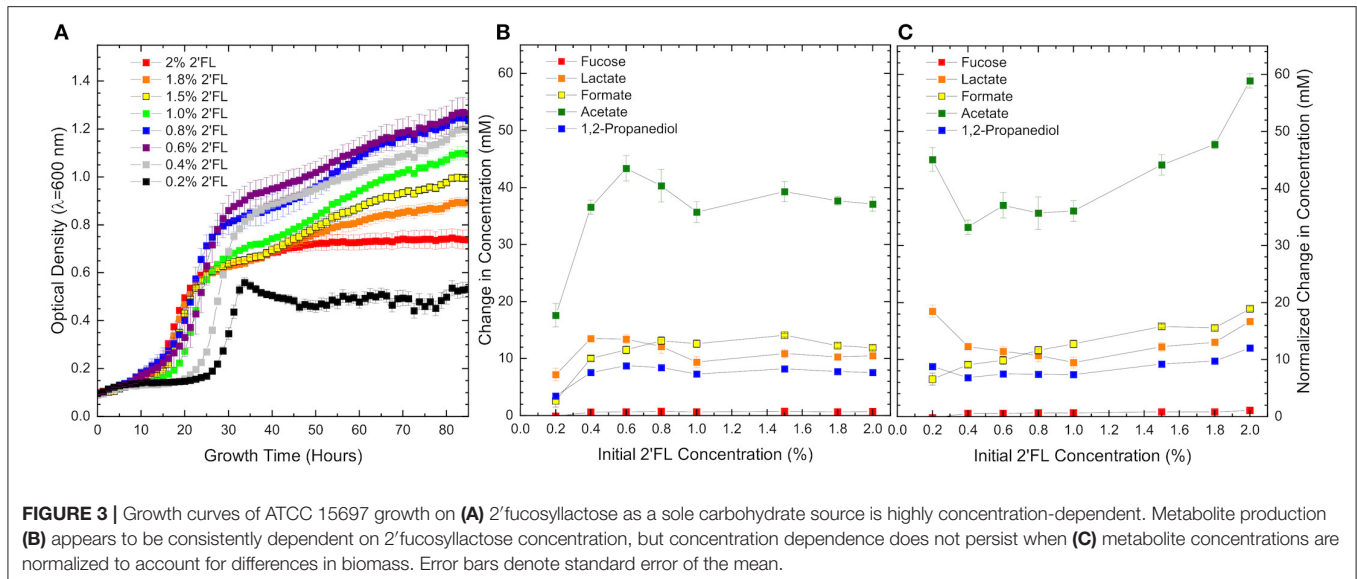 A
2% 2'FL
1.8% 2'FL
1.5% 2'FL
1.0% 2'FL
0.8% 2'FL
0.6% 2'FL
0.4% 2'FL
0.2% 2'FL
Optical Density (λ=600 nm)
1.4
1.2
1.0
0.8
0.6
0.4
0.2
0.0
0 10 20 30 40 50 60 70 80
Growth Time (Hours)
B
Fucose
Lactate
Formate
Acetate
1,2-Propanediol
Change in Concentration (mM)
60
50
40
30
20
10
0
0.0 0.2 0.4 0.6 0.8 1.0 1.2 1.4 1.6 1.8 2.0
Initial 2'FL Concentration (%)
C
Fucose
Lactate
Formate
Acetate
1,2-Propanediol
60
50
40
30
20
10
0
Normalized Change in Concentration (mM)
0.0 0.2 0.4 0.6 0.8 1.0 1.2 1.4 1.6 1.8 2.0
Initial 2'FL Concentration (%)
FIGURE 3 | Growth curves of ATCC 15697 growth on (A) 2′fucosyllactose as a sole carbohydrate source is highly concentration-dependent. Metabolite production
(B) appears to be consistently dependent on 2′fucosyllactose concentration, but concentration dependence does not persist when (C) metabolite concentrations are
normalized to account for differences in biomass. Error bars denote standard error of the mean.